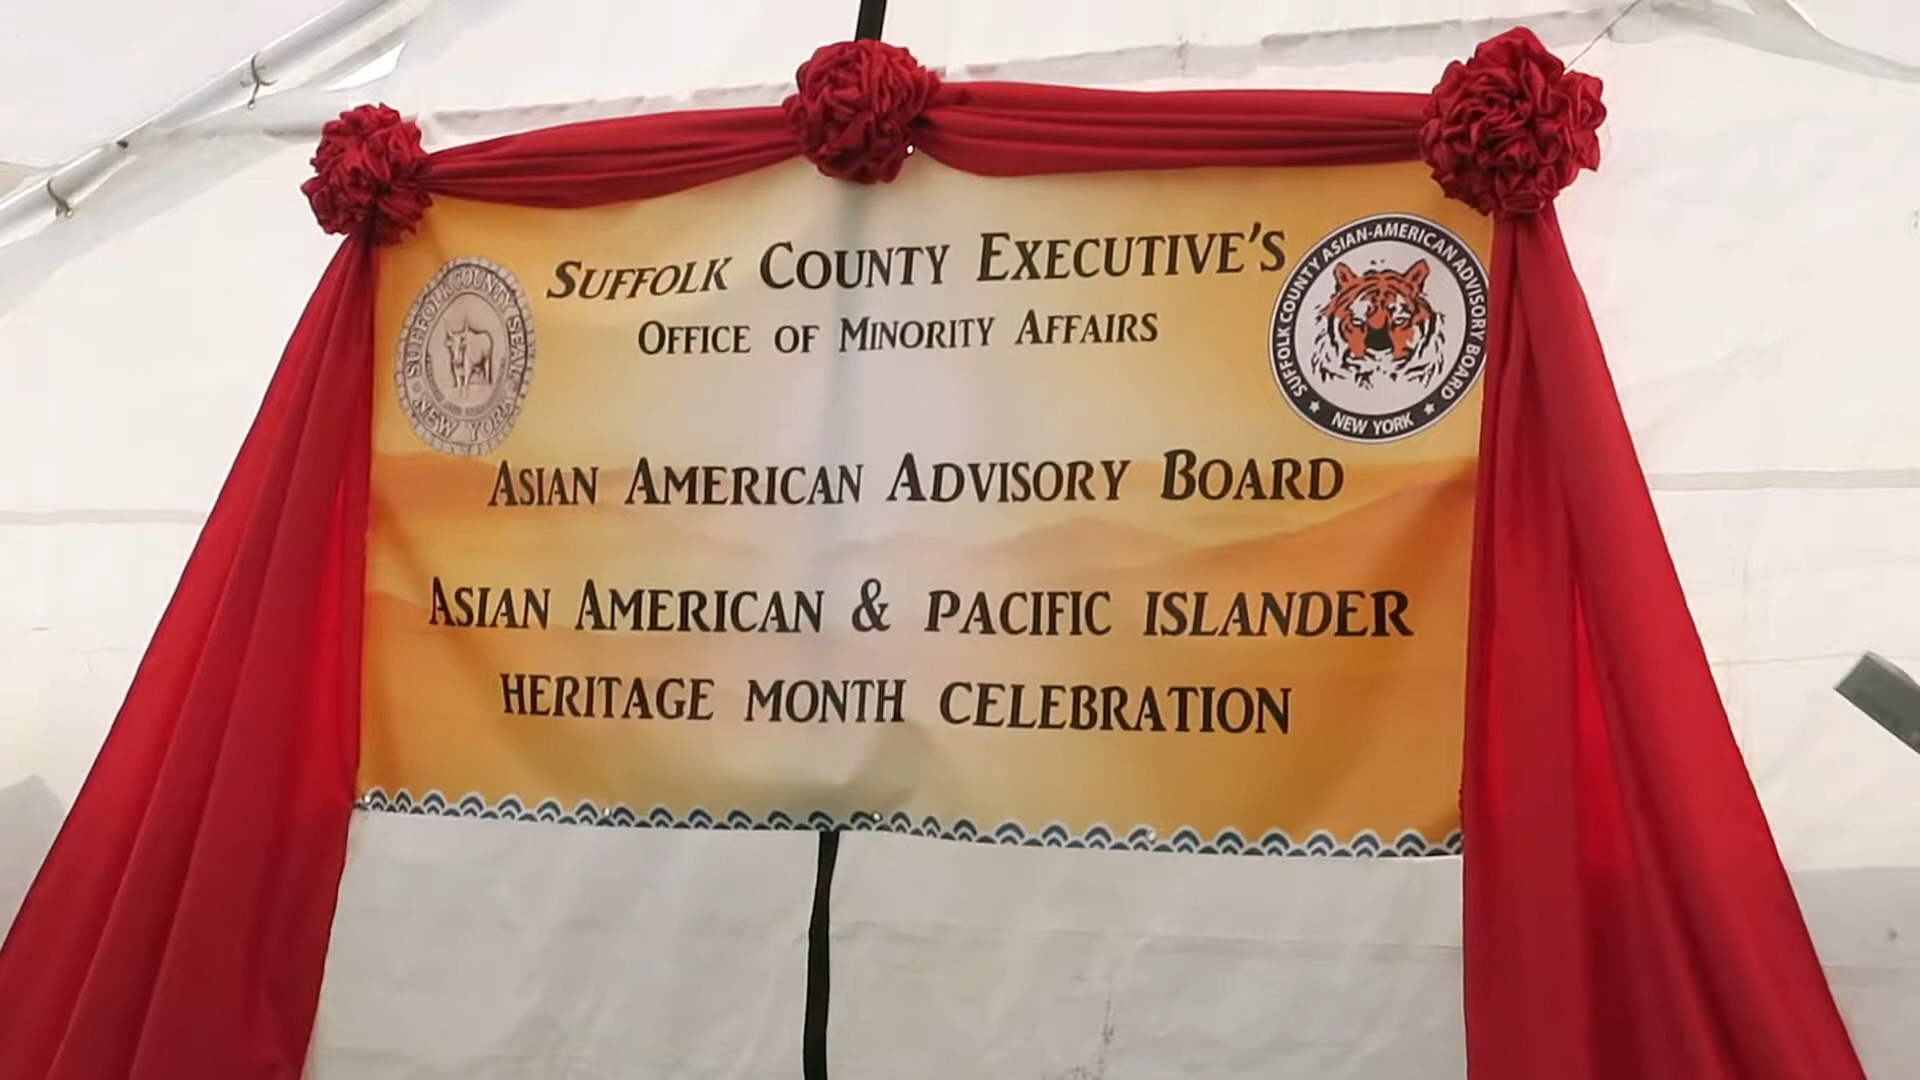 SUFFOLK COUNTY EXECUTIVE'S
OFFICE OF MINORITY AFFAIRS
SUFFOLK COUNTY SEAL
NEW YORK
SUFFOLK COUNTY ASIAN-AMERICAN ADVISORY BOARD
★ NEW YORK ★
ASIAN AMERICAN ADVISORY BOARD
ASIAN AMERICAN & PACIFIC ISLANDER
HERITAGE MONTH CELEBRATION